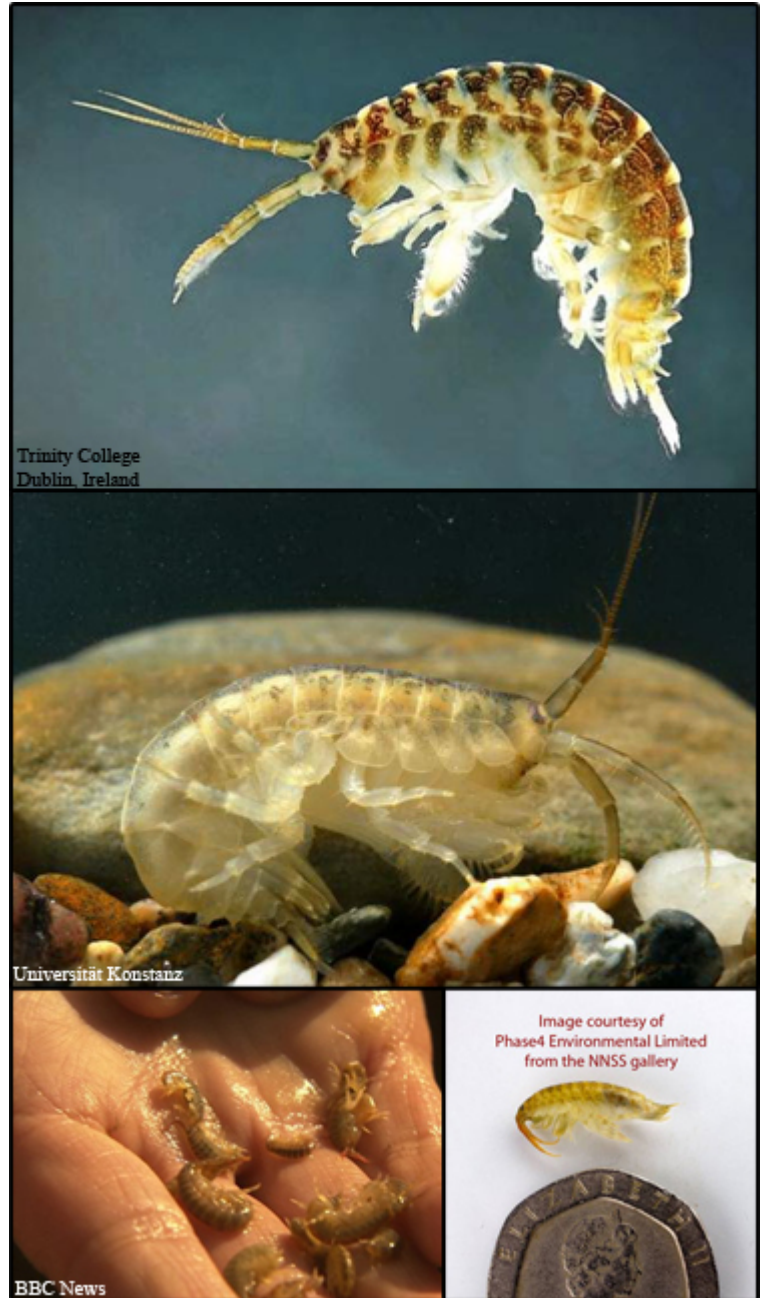 Trinity College
Dublin, Ireland
Universität Konstanz
Image courtesy of
Phase4 Environmental Limited
from the NNSS gallery
BBC News
ELIZABETH II